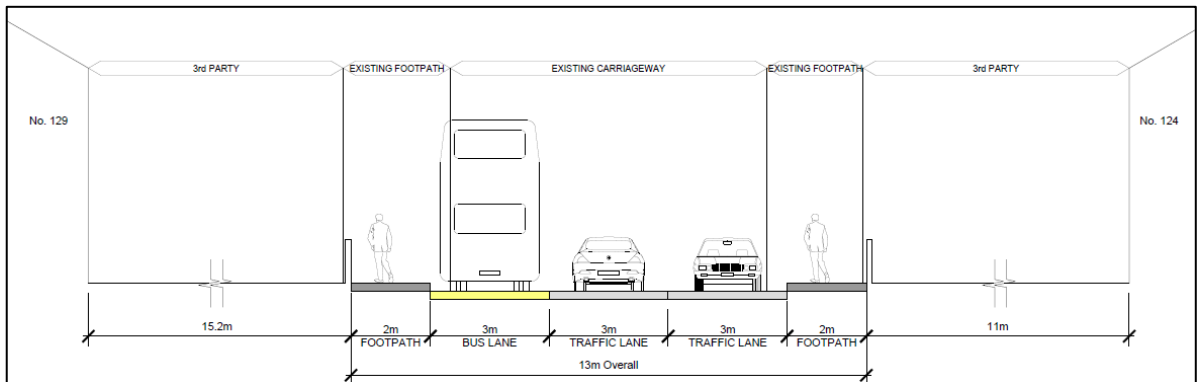 3rd PARTY
EXISTING FOOTPATH
EXISTING CARRIAGEWAY
EXISTING FOOTPATH
3rd PARTY
No. 129
No. 124
15.2m
2m
FOOTPATH
3m
BUS LANE
3m
TRAFFIC LANE
3m
TRAFFIC LANE
2m
FOOTPATH
11m
13m Overall